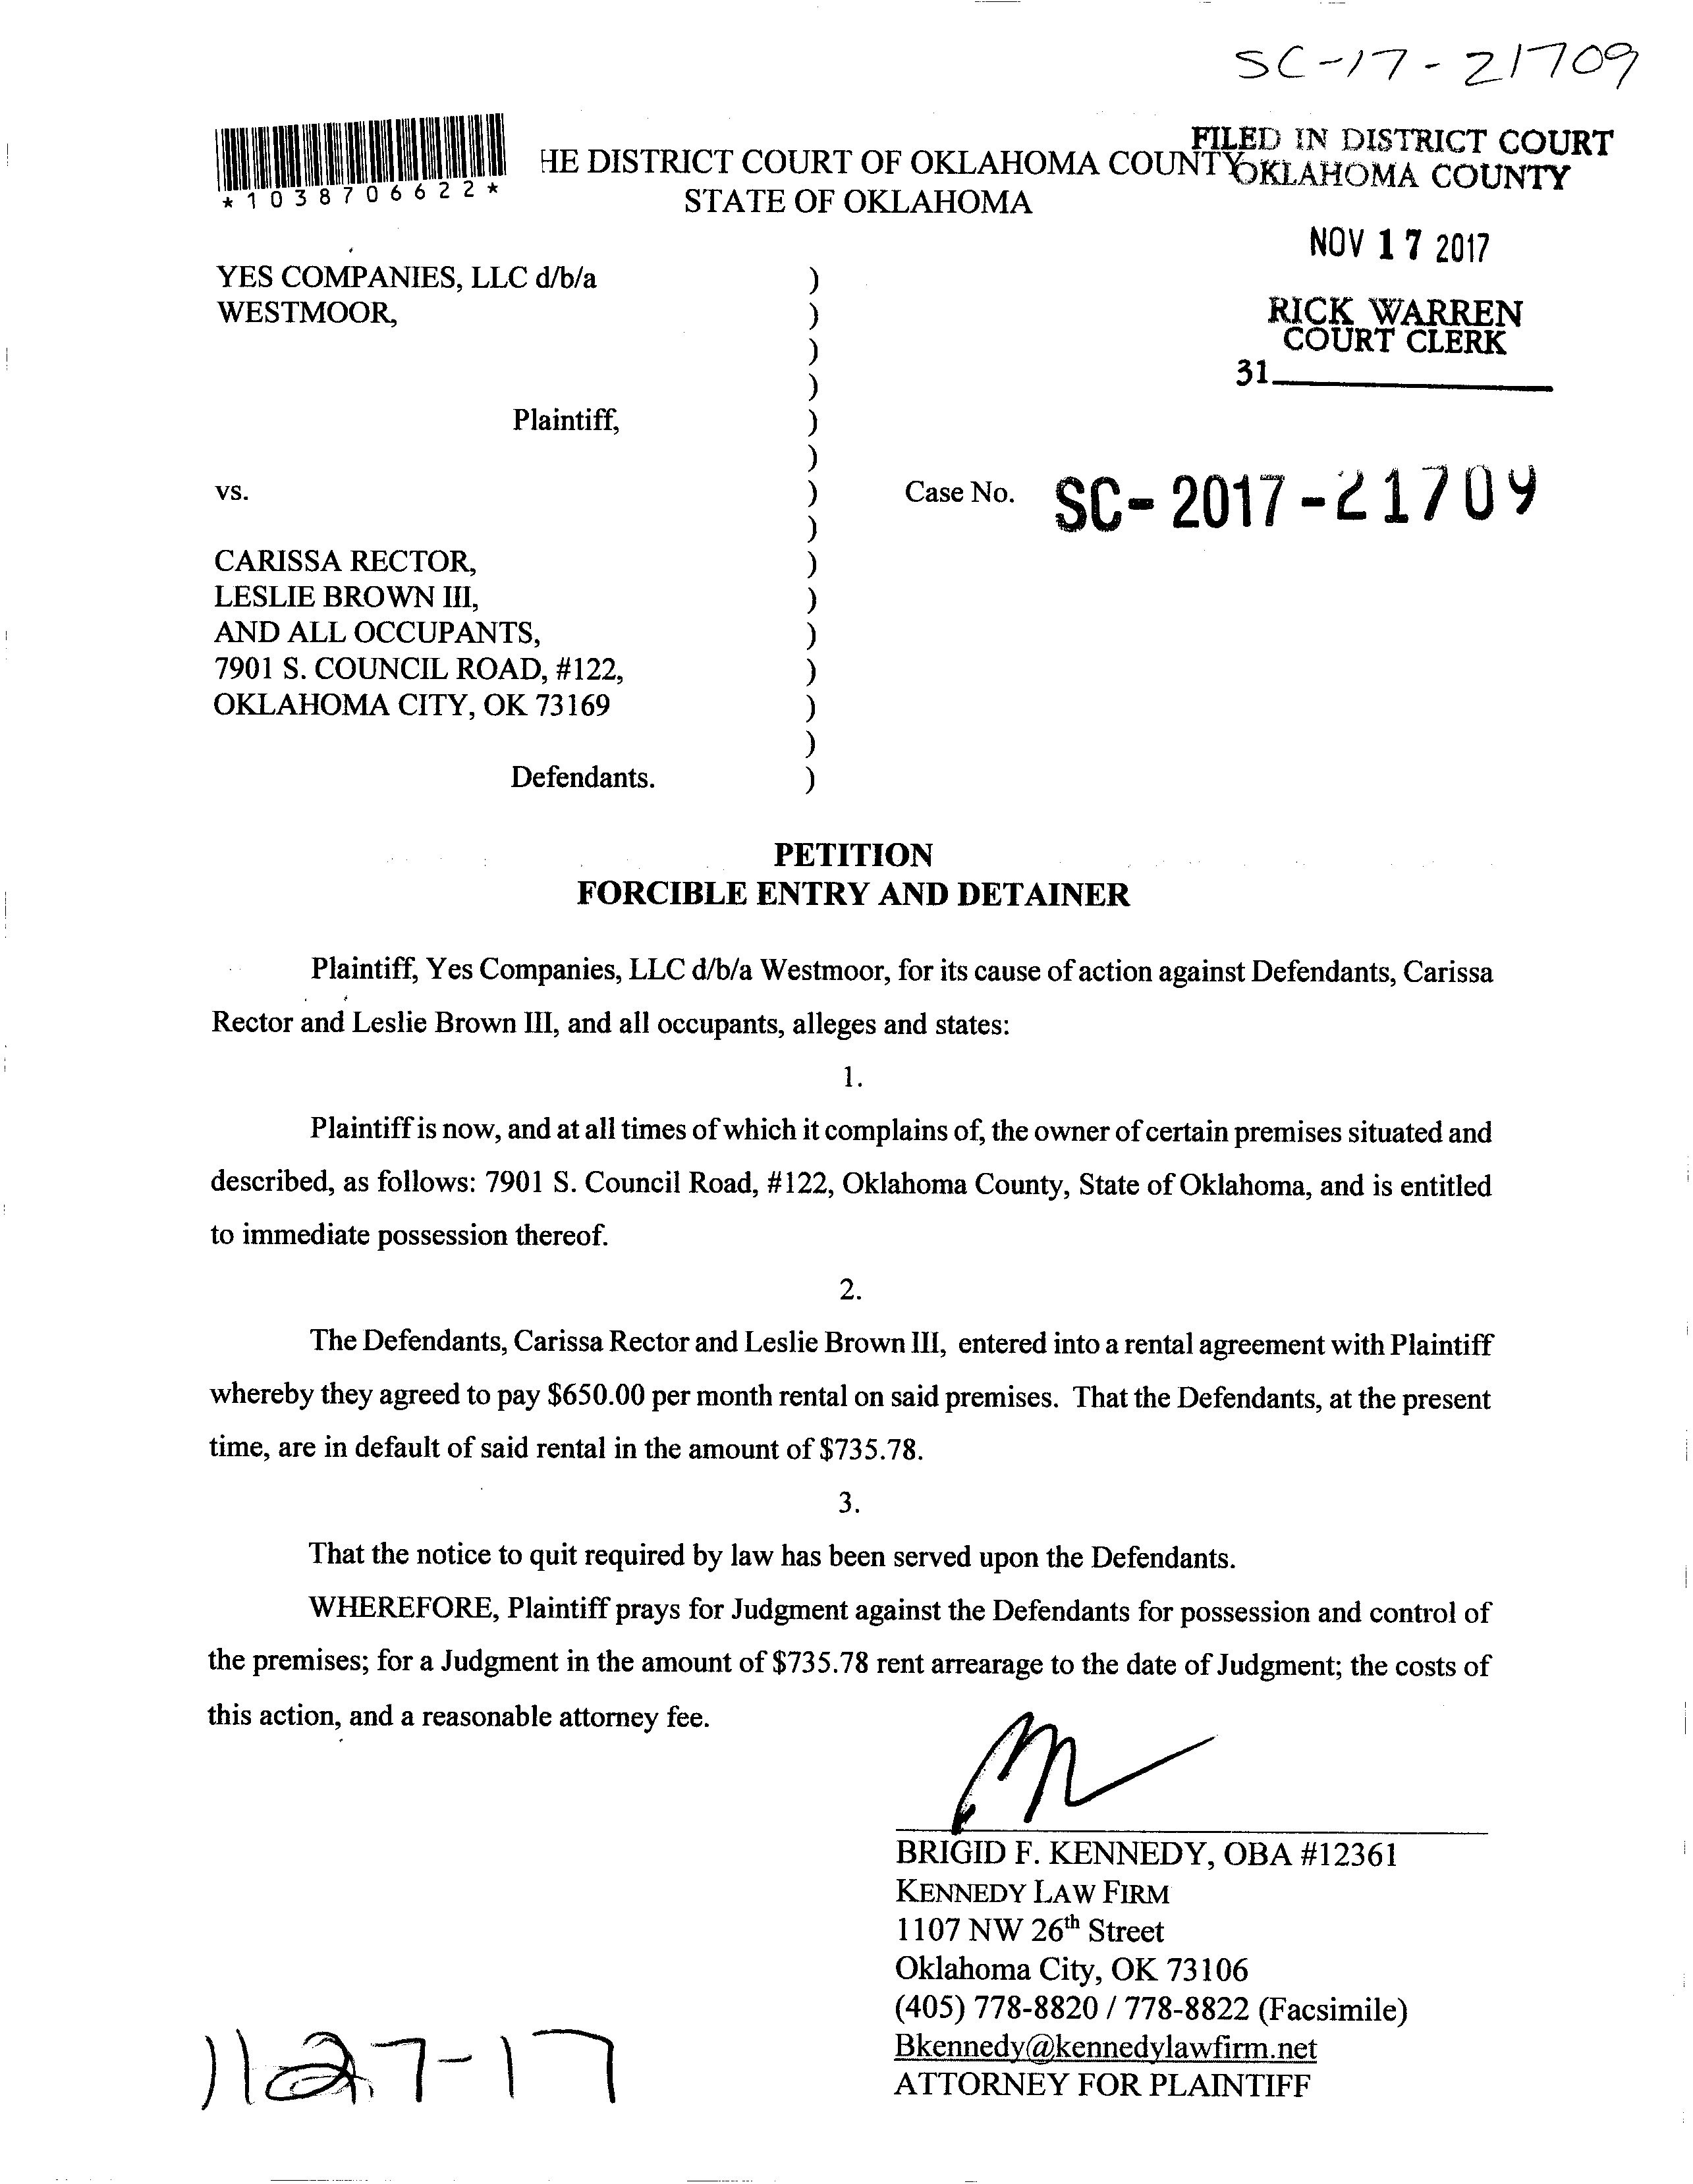 SC-17-21709
*1038706622*
HE DISTRICT COURT OF OKLAHOMA COUNTY
STATE OF OKLAHOMA
FILED IN DISTRICT COURT
OKLAHOMA COUNTY
NOV 17 2017
RICK WARREN
COURT CLERK
31
YES COMPANIES, LLC d/b/a )
WESTMOOR, )
)
)
Plaintiff, )
)
vs. ) Case No. SC-2017-21709
)
CARISSA RECTOR, )
LESLIE BROWN III, )
AND ALL OCCUPANTS, )
7901 S. COUNCIL ROAD, #122, )
OKLAHOMA CITY, OK 73169 )
)
Defendants. )
PETITION
FORCIBLE ENTRY AND DETAINER
Plaintiff, Yes Companies, LLC d/b/a Westmoor, for its cause of action against Defendants, Carissa
Rector and Leslie Brown III, and all occupants, alleges and states:
1.
Plaintiff is now, and at all times of which it complains of, the owner of certain premises situated and
described, as follows: 7901 S. Council Road, #122, Oklahoma County, State of Oklahoma, and is entitled
to immediate possession thereof.
2.
The Defendants, Carissa Rector and Leslie Brown III, entered into a rental agreement with Plaintiff
whereby they agreed to pay $650.00 per month rental on said premises. That the Defendants, at the present
time, are in default of said rental in the amount of $735.78.
3.
That the notice to quit required by law has been served upon the Defendants.
WHEREFORE, Plaintiff prays for Judgment against the Defendants for possession and control of
the premises; for a Judgment in the amount of $735.78 rent arrearage to the date of Judgment; the costs of
this action, and a reasonable attorney fee.
BRIGID F. KENNEDY, OBA #12361
KENNEDY LAW FIRM
1107 NW 26th Street
Oklahoma City, OK 73106
(405) 778-8820 / 778-8822 (Facsimile)
Bkennedy@kennedylawfirm.net
ATTORNEY FOR PLAINTIFF
1127-17